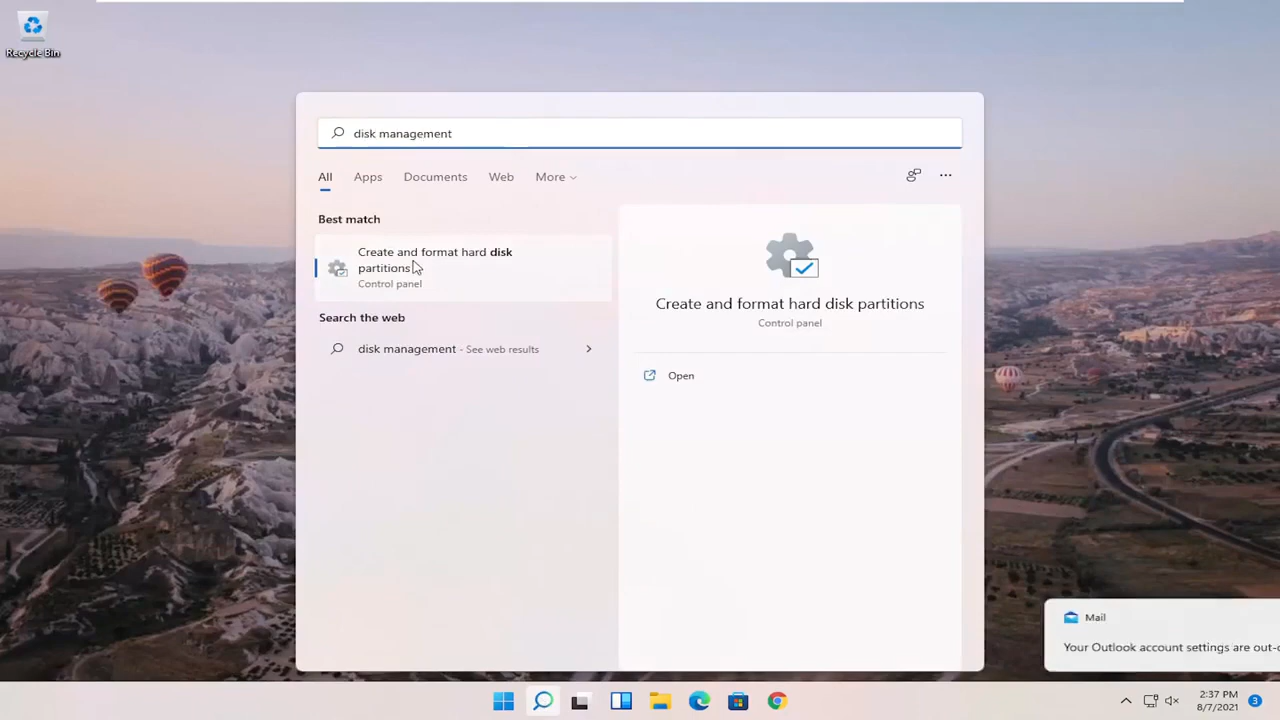 Recycle Bin
disk management
All Apps Documents Web More
Best match
Create and format hard disk
partitions
Control panel
Search the web
disk management - See web results
Create and format hard disk partitions
Control panel
Open
Mail
Your Outlook account settings are out-o
2:37 PM
8/7/2021
3